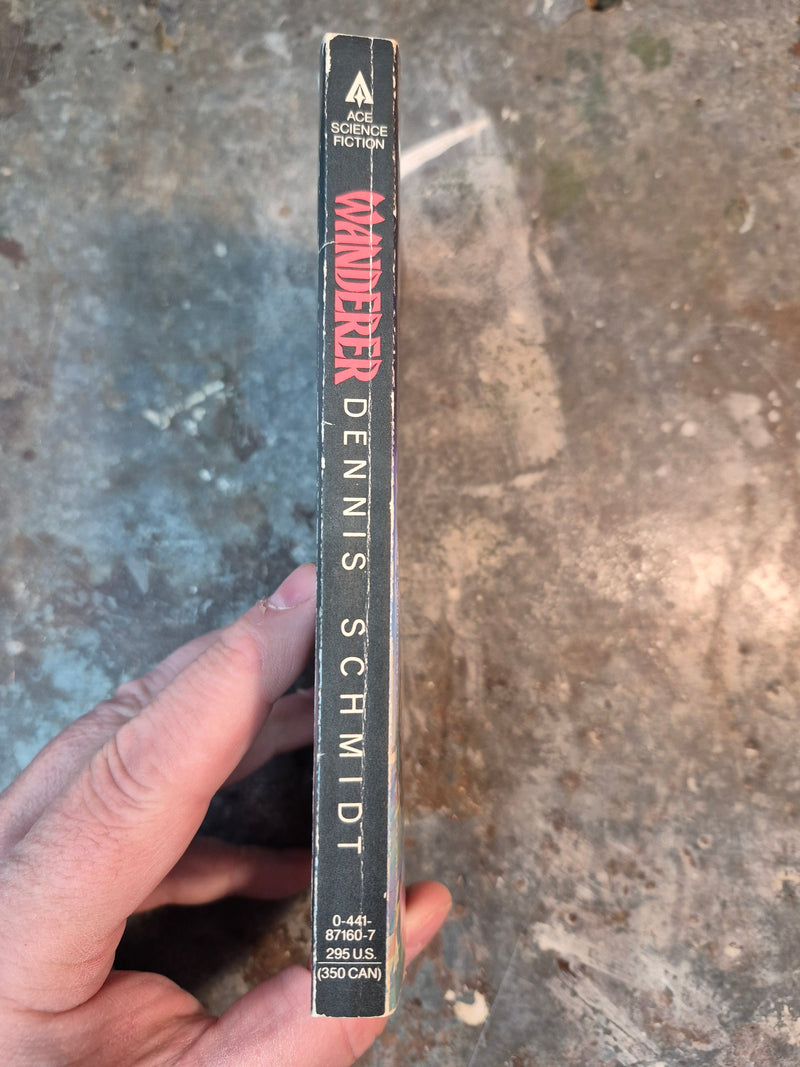 ACE
SCIENCE
FICTION
WANDERER
DENNIS SCHMIDT
0-441-
87160-7
295 U.S.
(350 CAN)